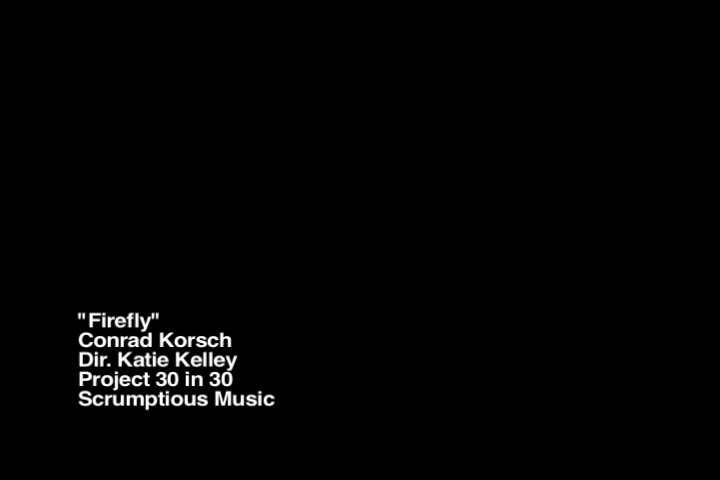 "Firefly"
Conrad Korsch
Dir. Katie Kelley
Project 30 in 30
Scrumptious Music